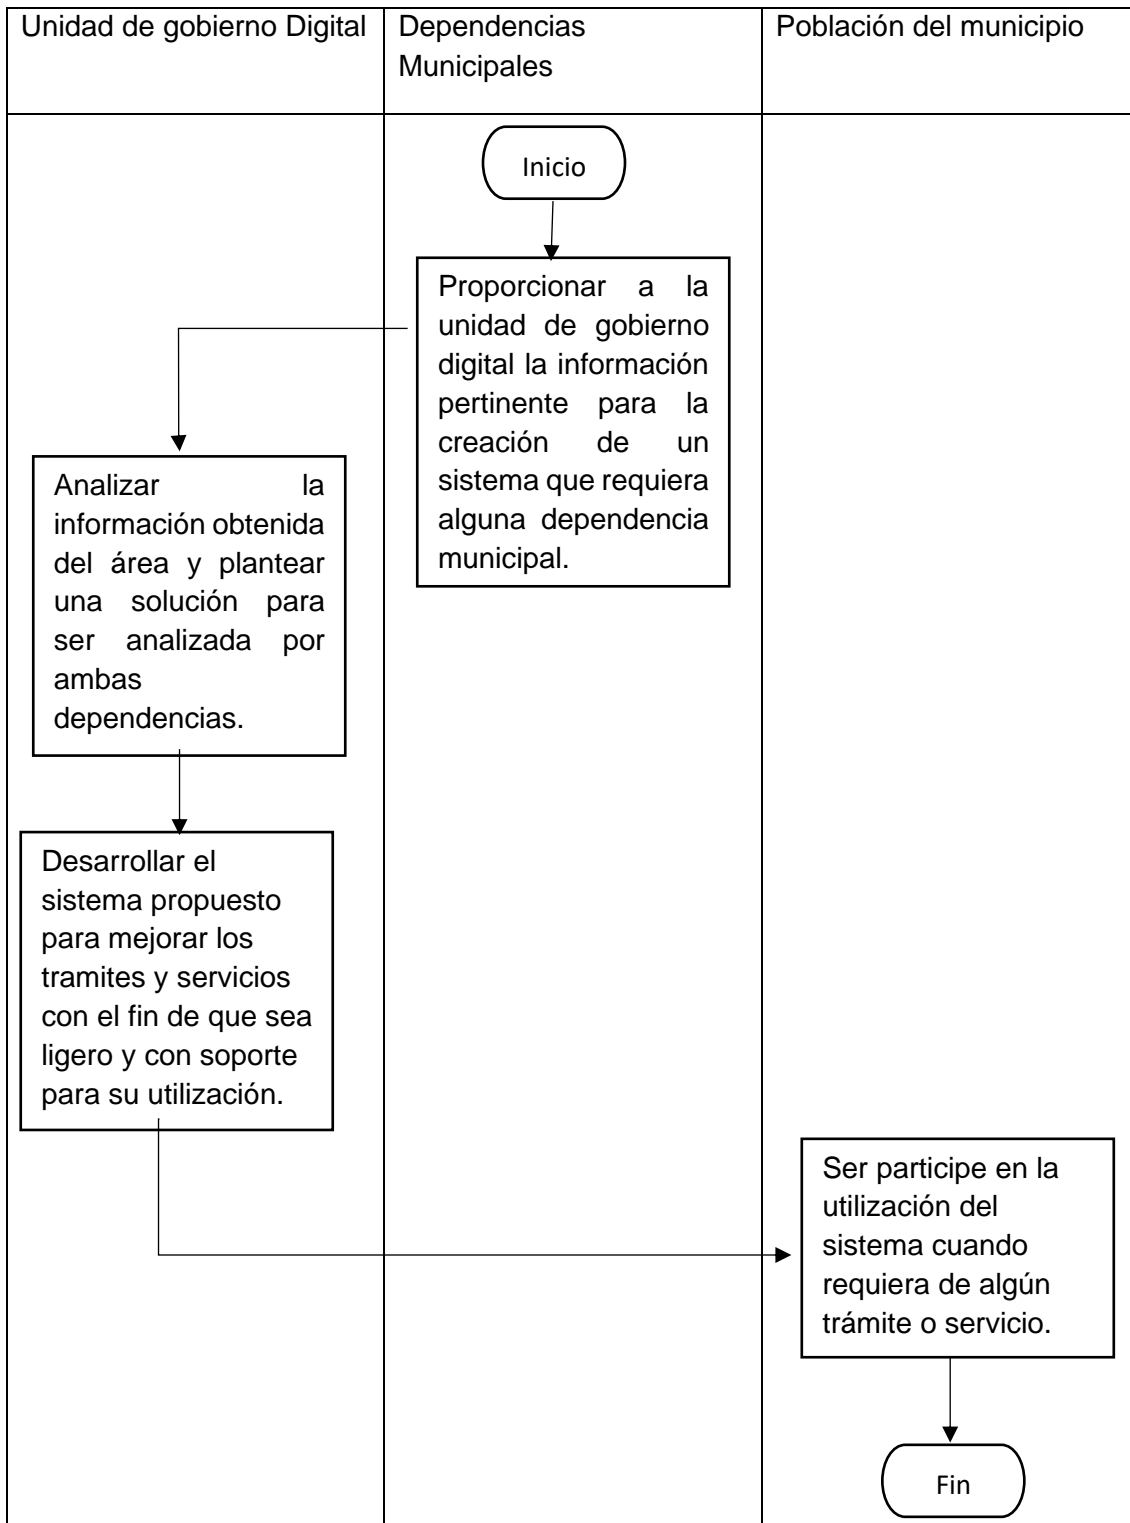 Unidad de gobierno Digital
Dependencias
Municipales
Población del municipio
Inicio
Proporcionar a la
unidad de gobierno
digital la información
pertinente para la
creación de un
sistema que requiera
alguna dependencia
municipal.
Analizar la
información obtenida
del área y plantear
una solución para
ser analizada por
ambas
dependencias.
Desarrollar el
sistema propuesto
para mejorar los
tramites y servicios
con el fin de que sea
ligero y con soporte
para su utilización.
Ser participe en la
utilización del
sistema cuando
requiera de algún
trámite o servicio.
Fin